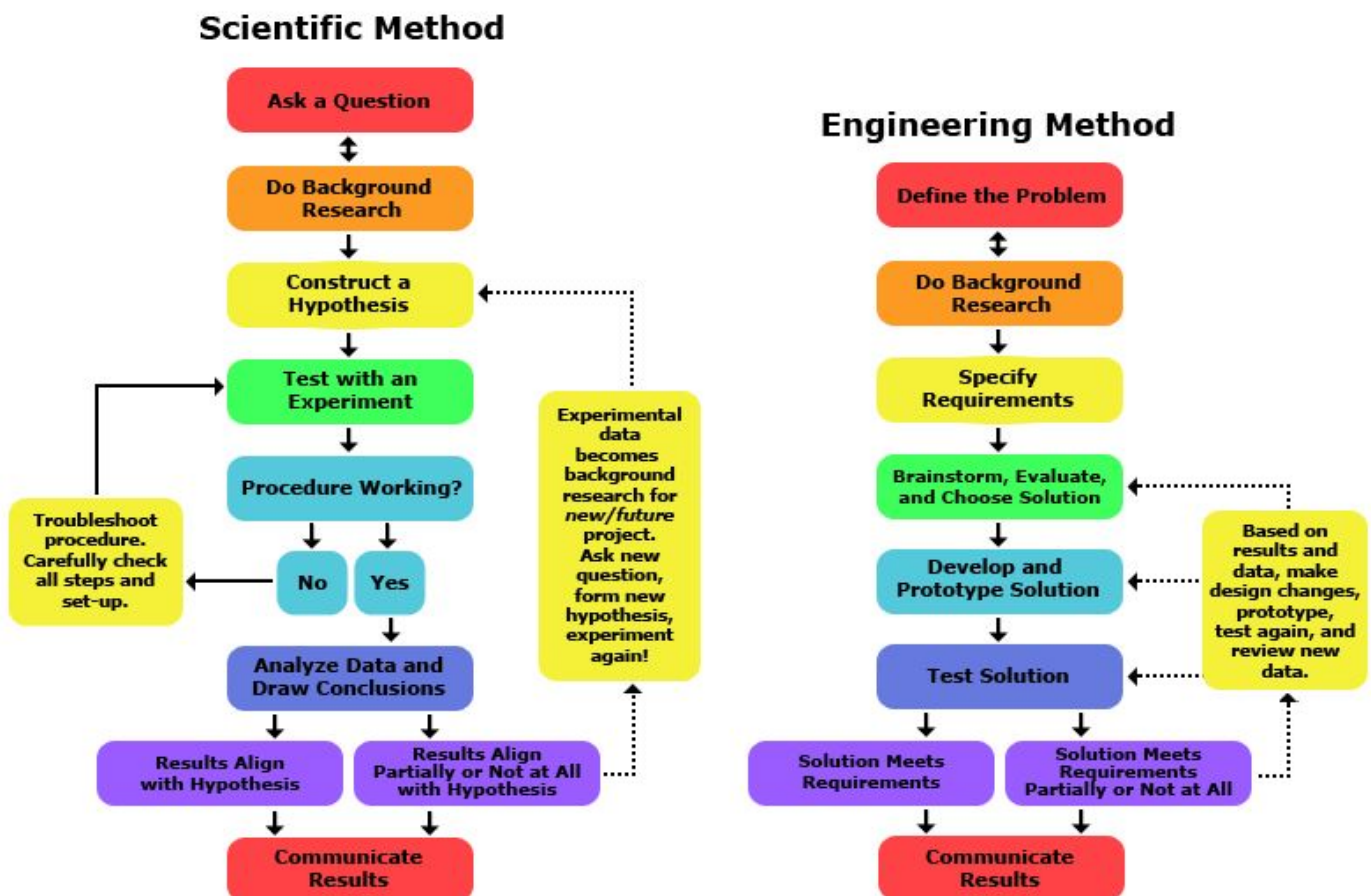 Scientific Method
Ask a Question
Do Background
Research
Construct a
Hypothesis
Test with an
Experiment
Procedure Working?
No
Yes
Troubleshoot
procedure.
Carefully check
all steps and
set-up.
Experimental
data
becomes
background
research for
new/future
project.
Ask new
question,
form new
hypothesis,
experiment
again!
Analyze Data and
Draw Conclusions
Results Align
with Hypothesis
Results Align
Partially or Not at All
with Hypothesis
Communicate
Results
Engineering Method
Define the Problem
Do Background
Research
Specify
Requirements
Brainstorm, Evaluate,
and Choose Solution
Develop and
Prototype Solution
Based on
results and
data, make
design changes,
prototype,
test again, and
review new
data.
Test Solution
Solution Meets
Requirements
Solution Meets
Requirements
Partially or Not at All
Communicate
Results